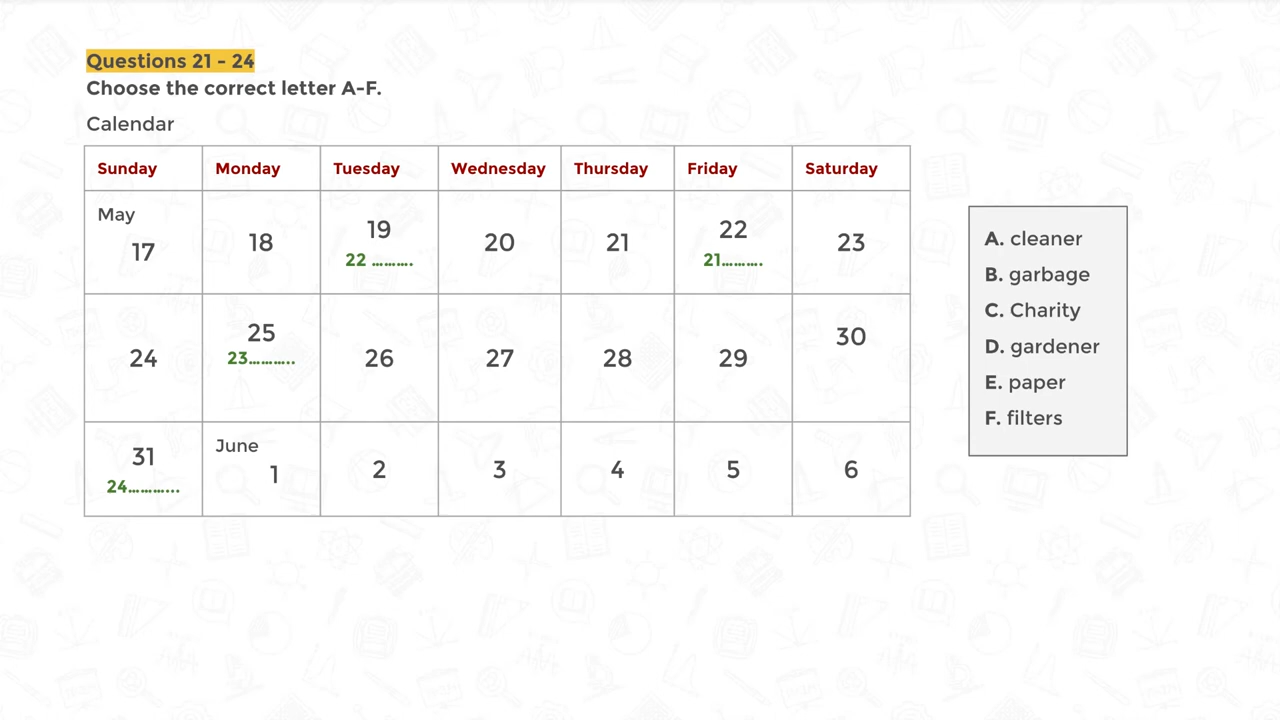 Questions 21 - 24
Choose the correct letter A-F.
Calendar
Sunday Monday Tuesday Wednesday Thursday Friday Saturday
May
17 18 19 20 21 22 23
22 ..........
21..........
24 25 26 27 28 29 30
23...........
31 June 1 2 3 4 5 6
24............
A. cleaner
B. garbage
C. Charity
D. gardener
E. paper
F. filters